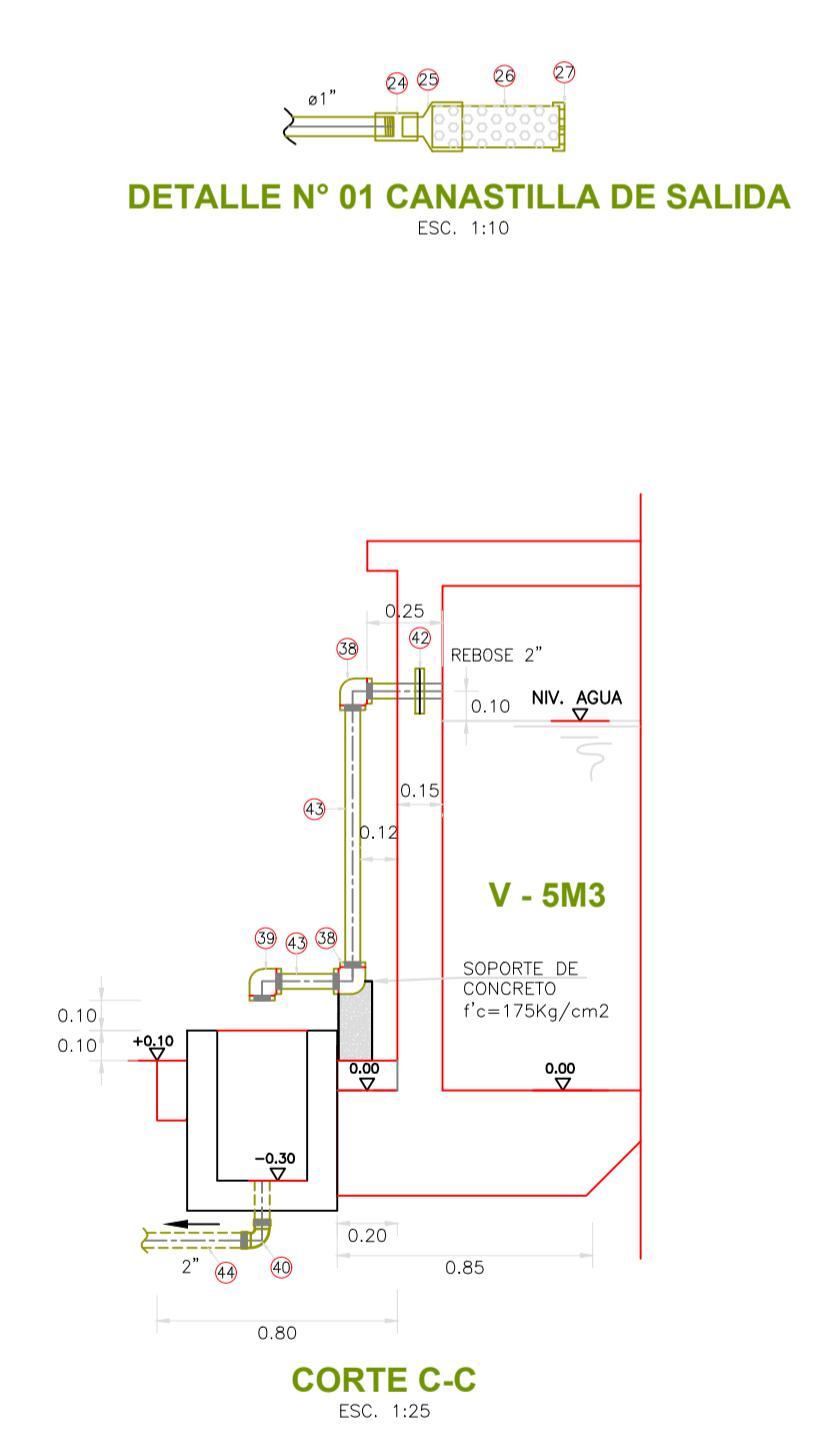 24 25 26 27
ø1"
DETALLE N° 01 CANASTILLA DE SALIDA
ESC. 1:10
0.25
42
38
REBOSE 2"
NIV. AGUA
0.10
0.15
43
0.12
V - 5M3
39 43 38
SOPORTE DE
CONCRETO
f'c=175Kg/cm2
0.10
0.10
+0.10
0.00
0.00
-0.30
0.20
2"
44
40
0.85
0.80
CORTE C-C
ESC. 1:25